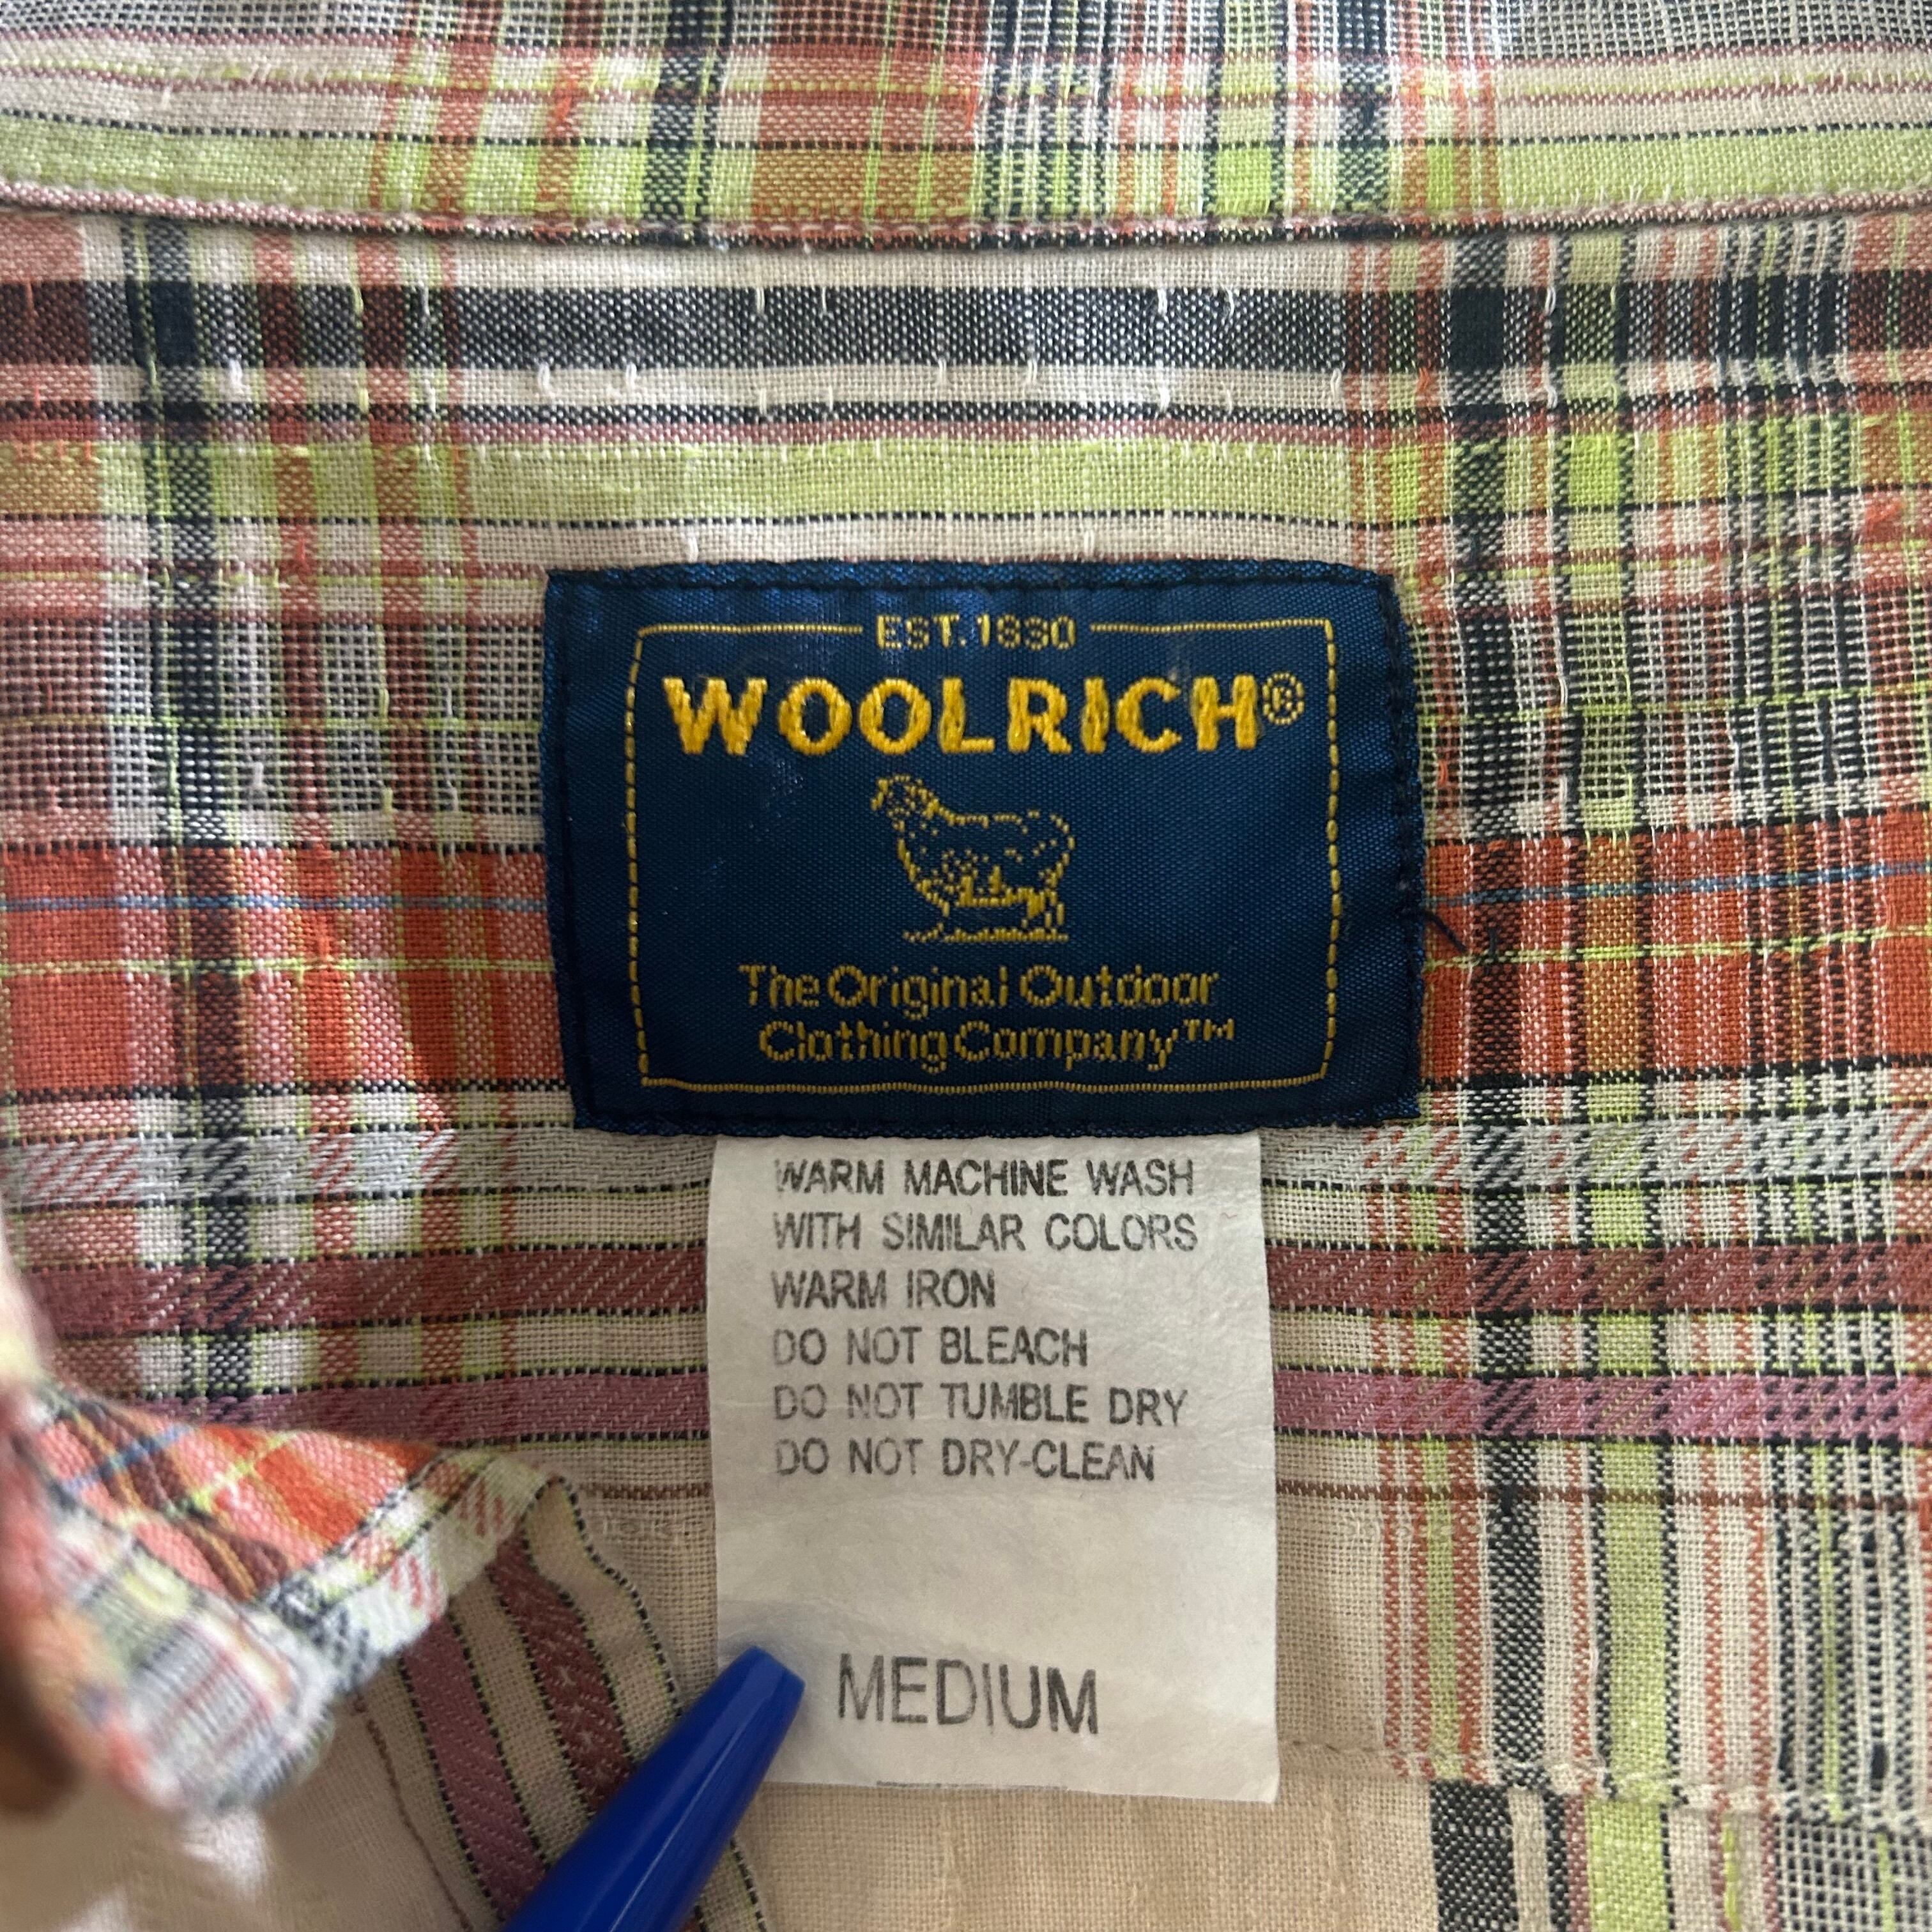 EST. 1830
WOOLRICH®
The Original Outdoor
Clothing Company™
WARM MACHINE WASH
WITH SIMILAR COLORS
WARM IRON
DO NOT BLEACH
DO NOT TUMBLE DRY
DO NOT DRY-CLEAN
MEDIUM